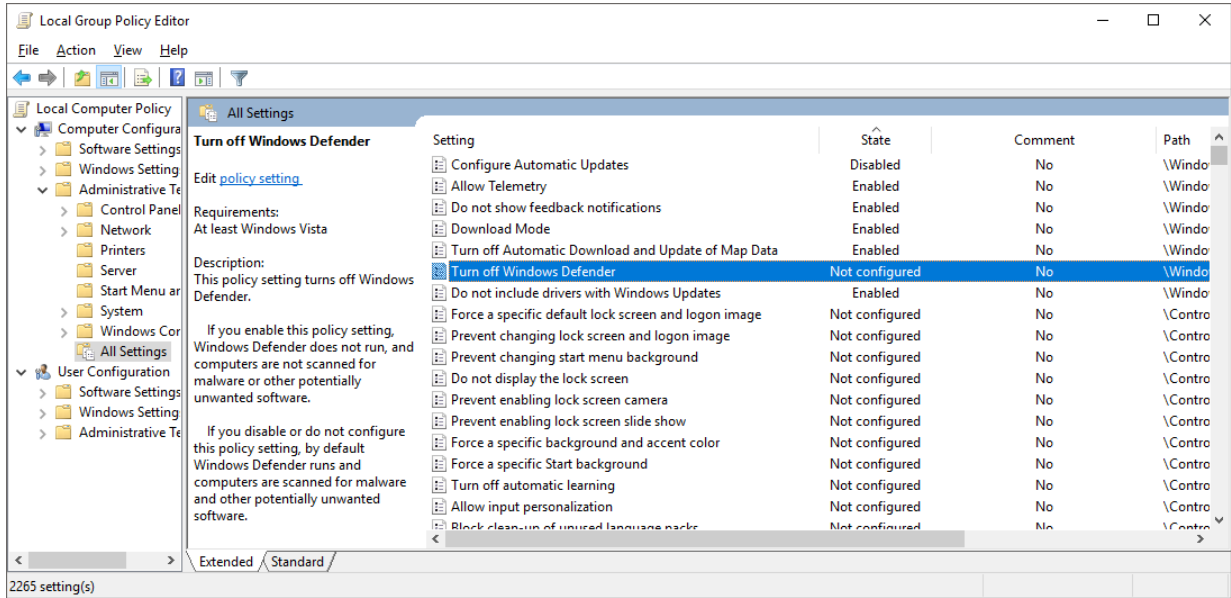 Local Group Policy Editor
File Action View Help
Local Computer Policy
Computer Configura
Software Settings
Windows Setting
Administrative Te
Control Panel
Network
Printers
Server
Start Menu an
System
Windows Con
All Settings
User Configuration
Software Settings
Windows Setting
Administrative Te
All Settings
Turn off Windows Defender
Edit policy setting
Requirements:
At least Windows Vista
Description:
This policy setting turns off Windows
Defender.
If you enable this policy setting,
Windows Defender does not run, and
computers are not scanned for
malware or other potentially
unwanted software.
If you disable or do not configure
this policy setting, by default
Windows Defender runs and
computers are scanned for malware
and other potentially unwanted
software.
Setting State Comment Path
Configure Automatic Updates Disabled No \Windo
Allow Telemetry Enabled No \Windo
Do not show feedback notifications Enabled No \Windo
Download Mode Enabled No \Windo
Turn off Automatic Download and Update of Map Data Enabled No \Windo
Turn off Windows Defender Not configured No \Windo
Do not include drivers with Windows Updates Enabled No \Windo
Force a specific default lock screen and logon image Not configured No \Contro
Prevent changing lock screen and logon image Not configured No \Contro
Prevent changing start menu background Not configured No \Contro
Do not display the lock screen Not configured No \Contro
Prevent enabling lock screen camera Not configured No \Contro
Prevent enabling lock screen slide show Not configured No \Contro
Force a specific background and accent color Not configured No \Contro
Force a specific Start background Not configured No \Contro
Turn off automatic learning Not configured No \Contro
Allow input personalization Not configured No \Contro
Block clean-up of unused language packs Not configured No \Contro
Extended Standard
2265 setting(s)